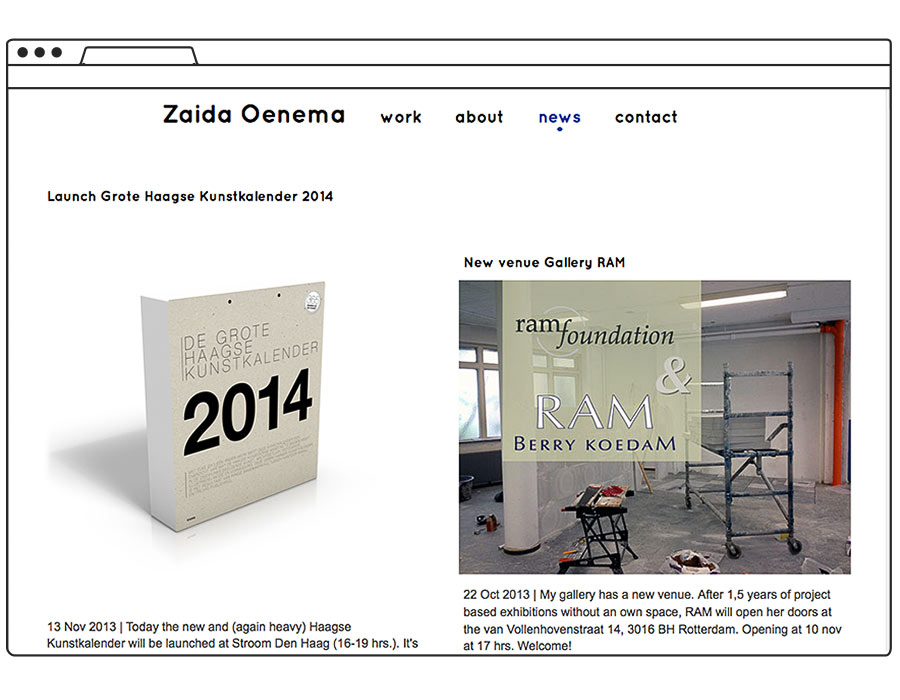 Zaida Oenema work about news contact
Launch Grote Haagse Kunstkalender 2014
DE GROTE
HAAGSE
KUNSTKALENDER
2014
13 Nov 2013 | Today the new and (again heavy) Haagse
Kunstkalender will be launched at Stroom Den Haag (16-19 hrs.). It's
New venue Gallery RAM
ramfoundation
&
RAM
BERRY KOEDAM
22 Oct 2013 | My gallery has a new venue. After 1,5 years of project
based exhibitions without an own space, RAM will open her doors at
the van Vollenhovenstraat 14, 3016 BH Rotterdam. Opening at 10 nov
at 17 hrs. Welcome!